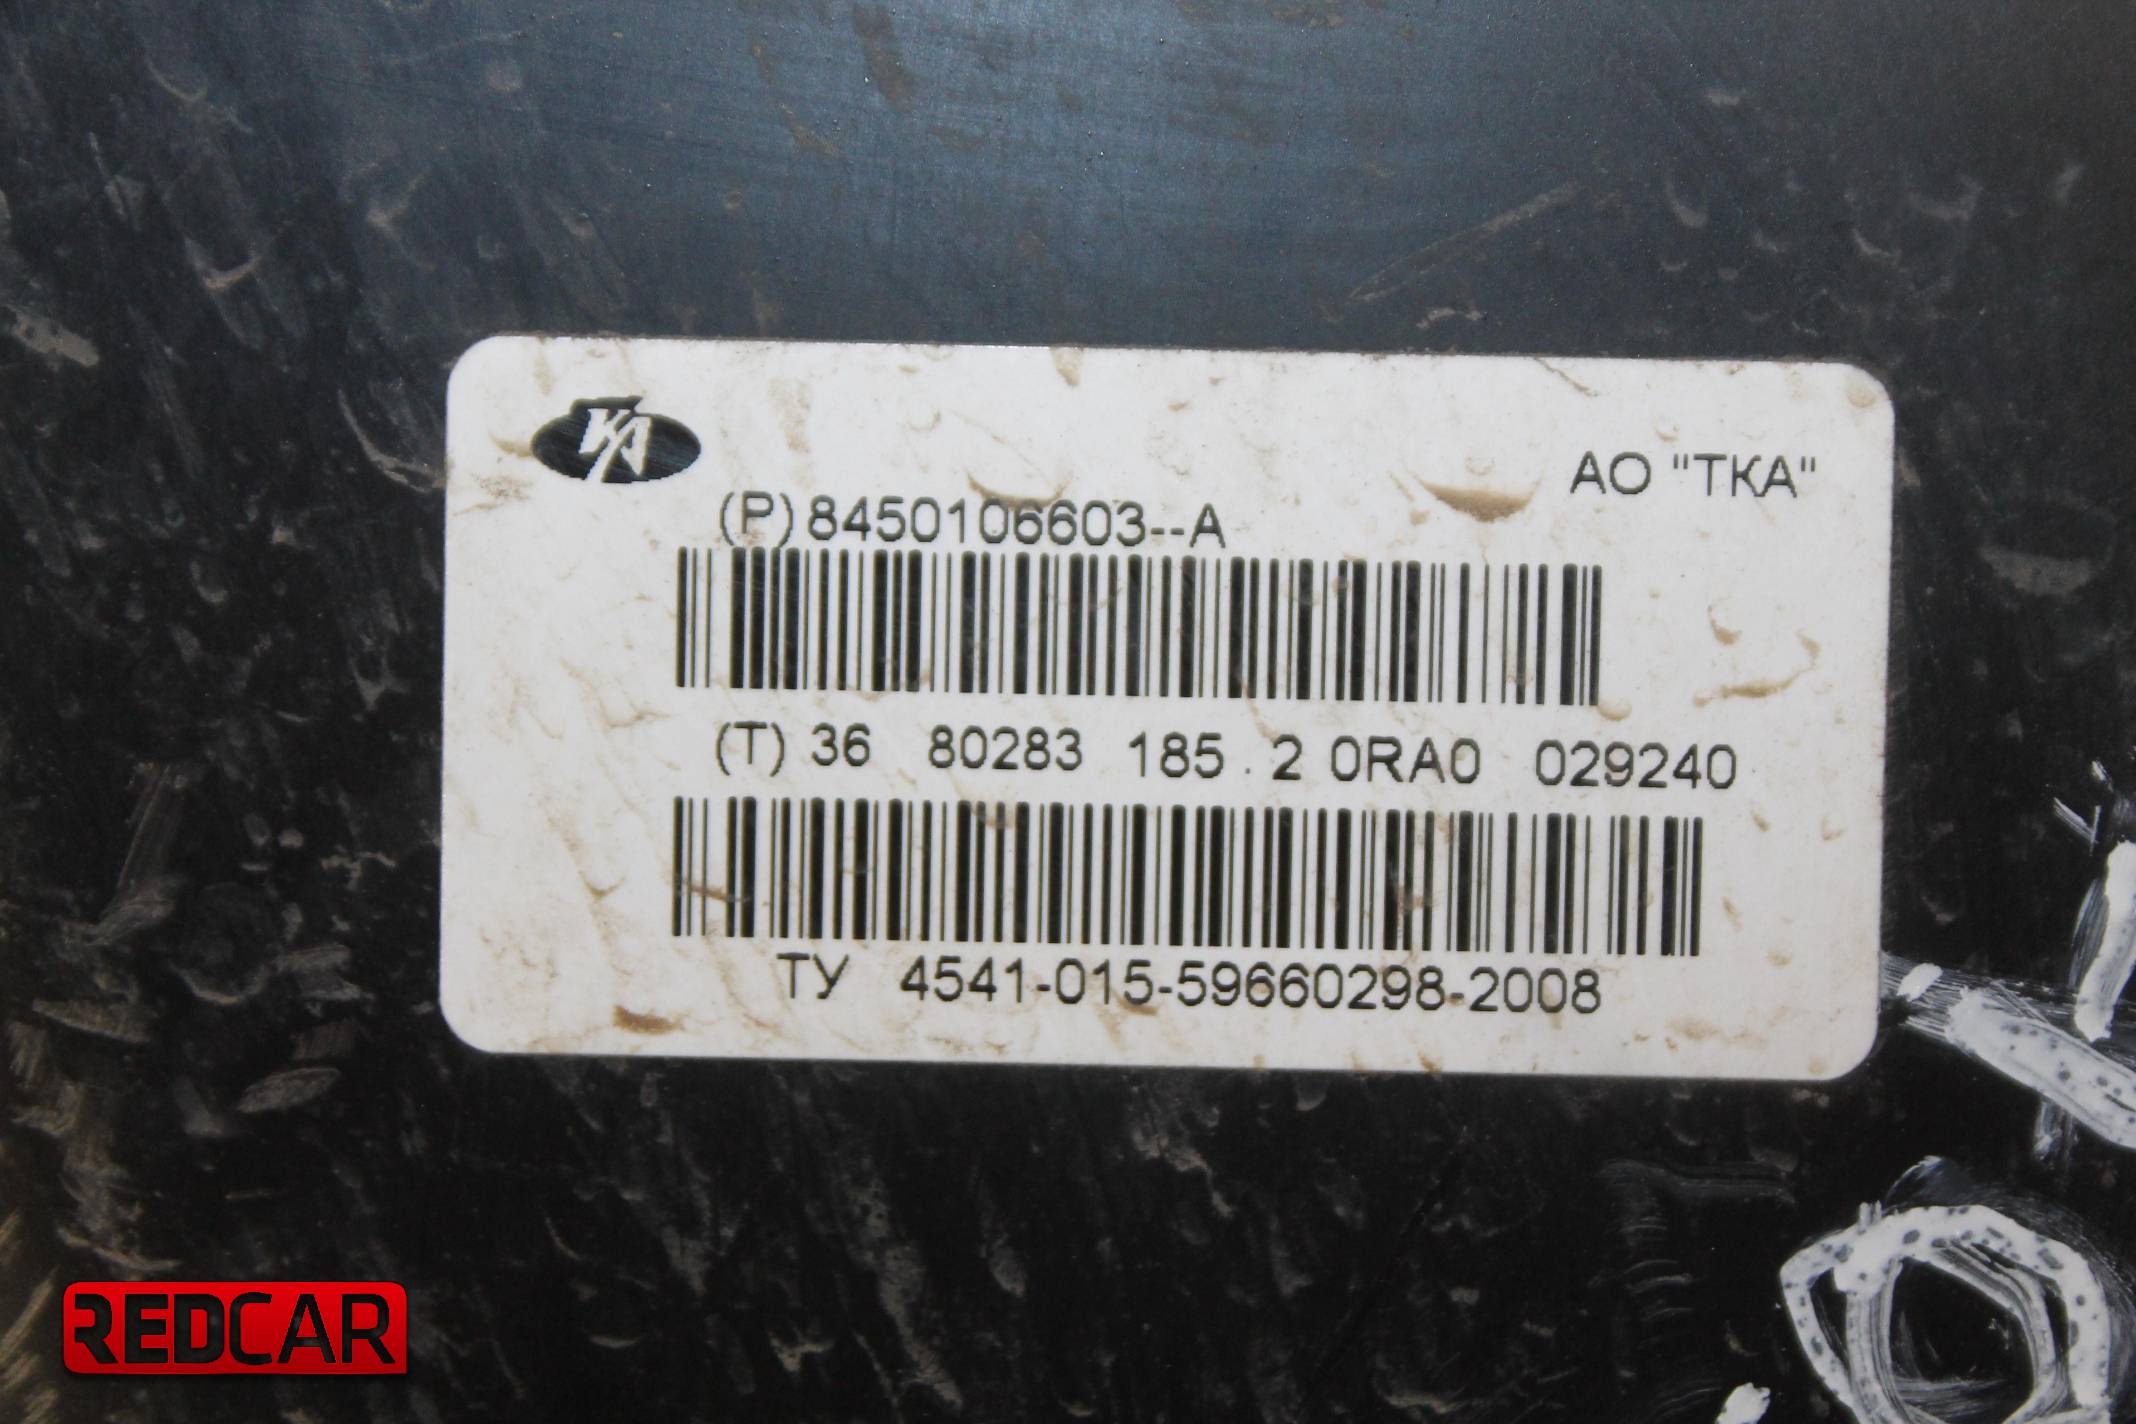 АО "ТКА"
(P) 8450106603--A
(T) 36 80283 185 . 2 0RA0 029240
ТУ 4541-015-59660298-2008
REDCAR